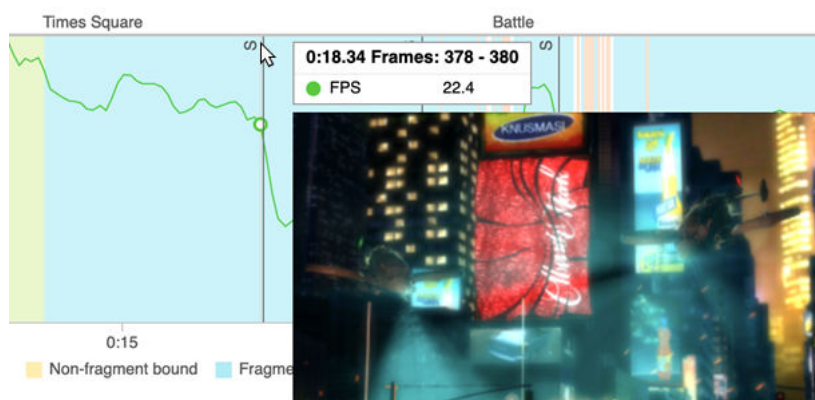 Times Square
Battle
S
S
0:18.34 Frames: 378 - 380
FPS 22.4
KNUSMASI
0:15
Non-fragment bound
Fragme